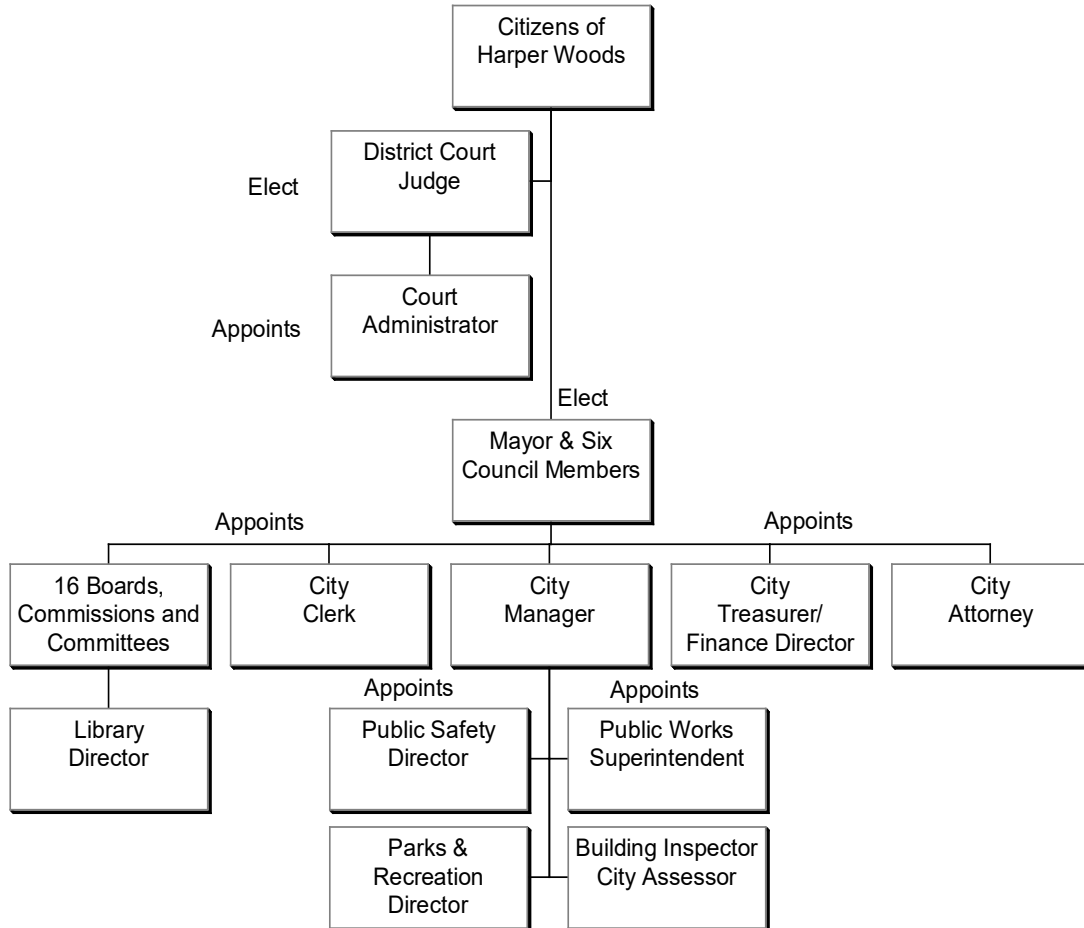 Citizens of
Harper Woods
District Court
Judge
Elect
Court
Administrator
Appoints
Elect
Mayor & Six
Council Members
Appoints
Appoints
16 Boards,
Commissions and
Committees
City
Clerk
City
Manager
City
Treasurer/
Finance Director
City
Attorney
Appoints
Appoints
Library
Director
Public Safety
Director
Public Works
Superintendent
Parks &
Recreation
Director
Building Inspector
City Assessor